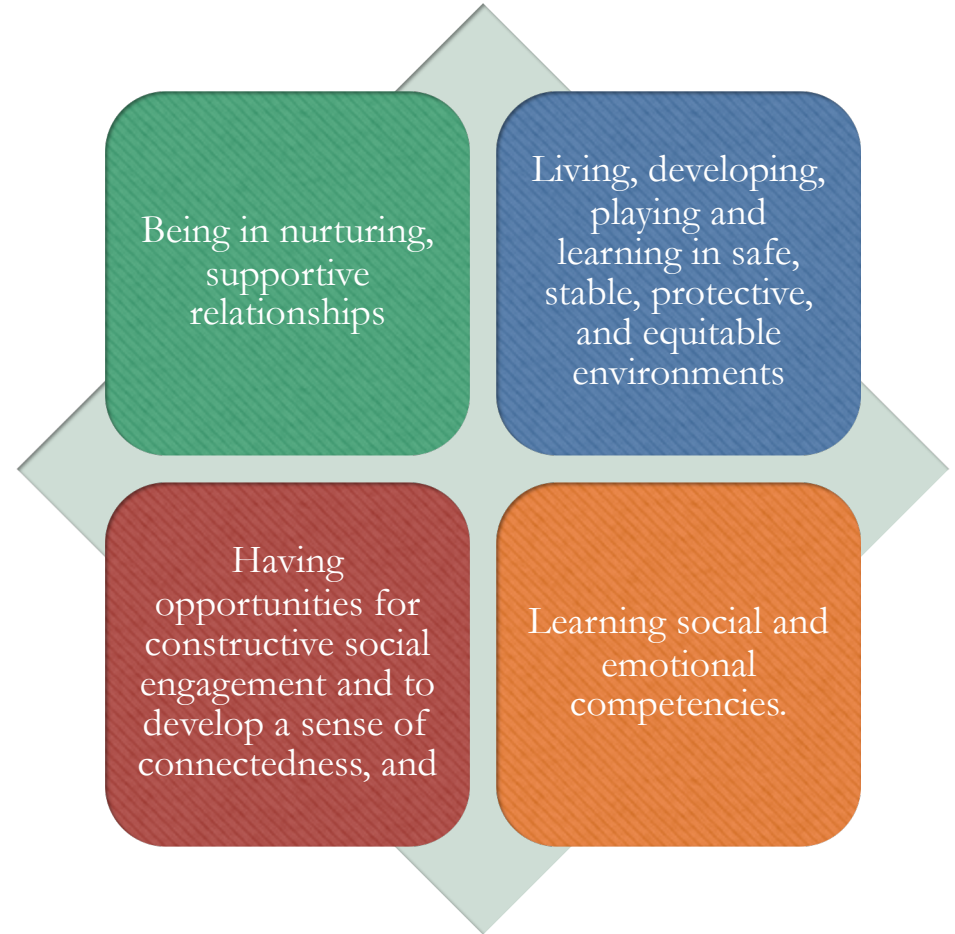 Being in nurturing,
supportive
relationships
Living, developing,
playing and
learning in safe,
stable, protective,
and equitable
environments
Having
opportunities for
constructive social
engagement and to
develop a sense of
connectedness, and
Learning social and
emotional
competencies.